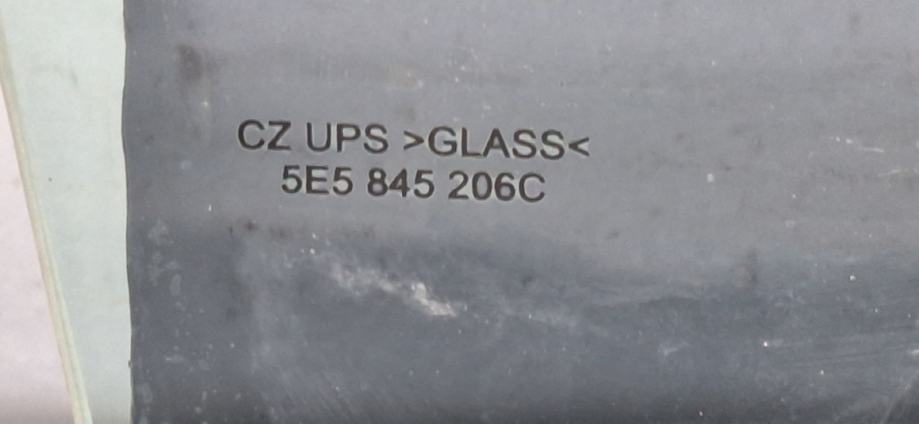 CZ UPS >GLASS<
5E5 845 206C